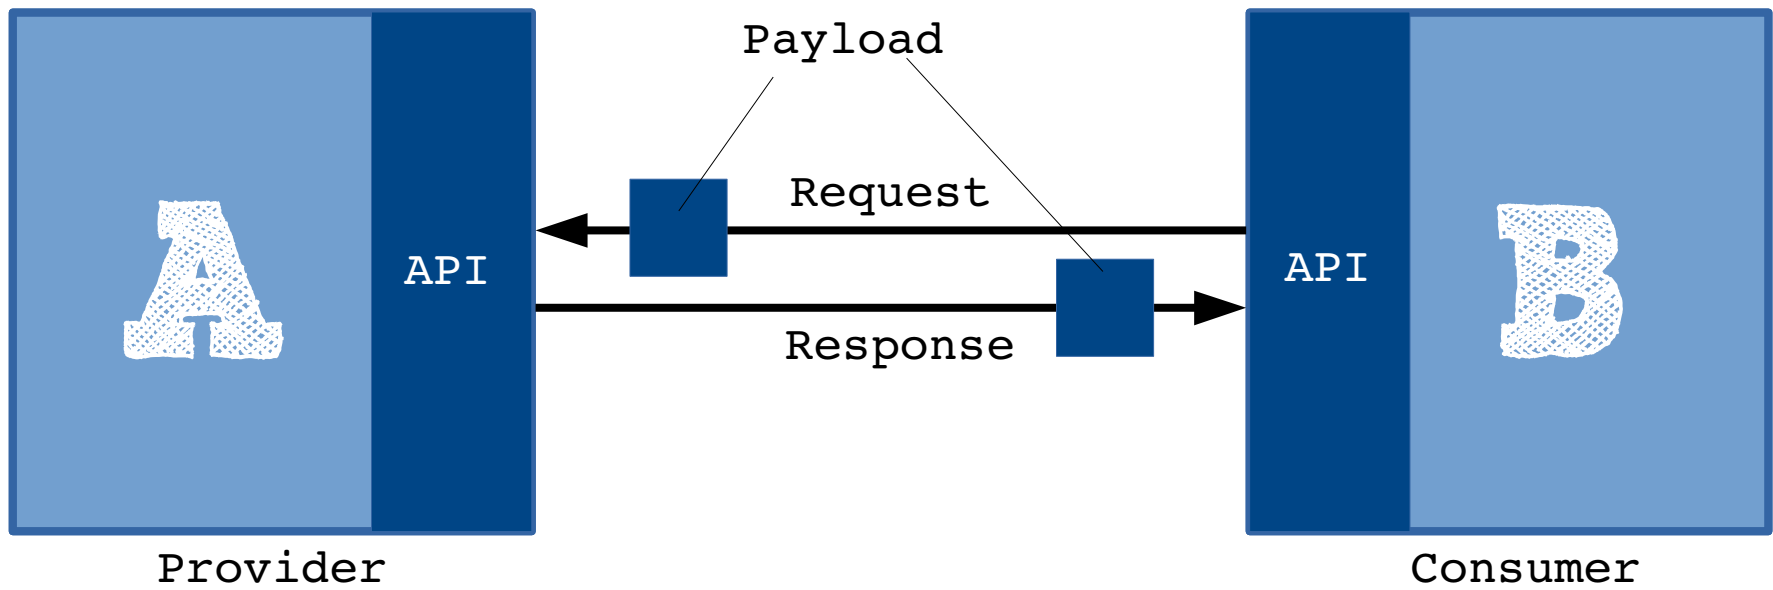 Payload
Request
A
API
API
B
Response
Provider
Consumer